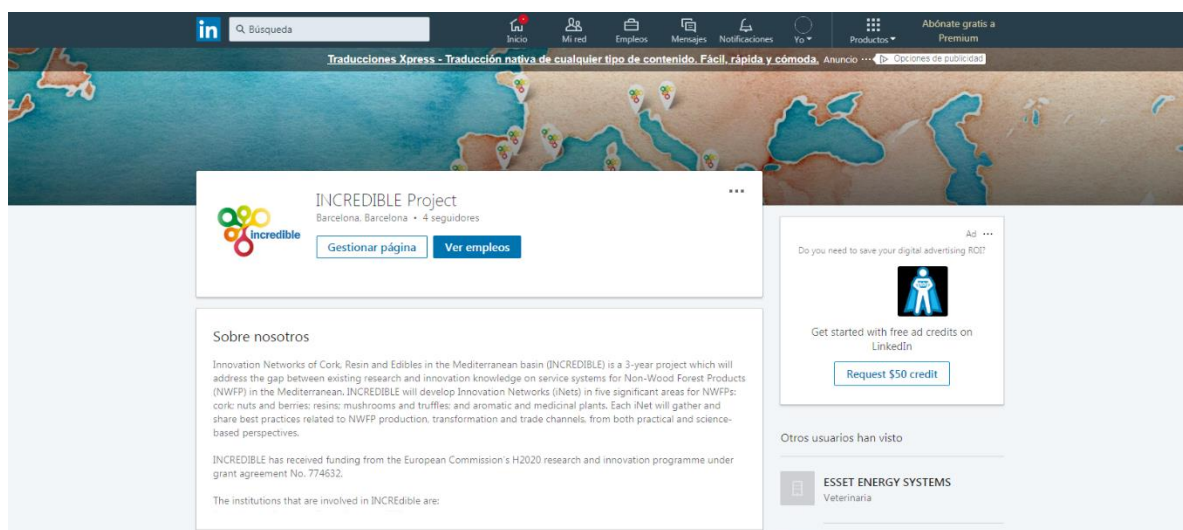 in
Búsqueda
Inicio
Mi red
Empleos
Mensajes
Notificaciones
Yo
Productos
Abónate gratis a
Premium
Traducciones Xpress - Traducción nativa de cualquier tipo de contenido. Fácil, rápida y cómoda. Anuncio ··· Opciones de publicidad
incredible
INCREDIBLE Project
Barcelona, Barcelona • 4 seguidores
Gestionar página
Ver empleos
Sobre nosotros
Innovation Networks of Cork, Resin and Edibles in the Mediterranean basin (INCREDIBLE) is a 3-year project which will
address the gap between existing research and innovation knowledge on service systems for Non-Wood Forest Products
(NWFP) in the Mediterranean. INCREDIBLE will develop Innovation Networks (iNets) in five significant areas for NWFPs:
cork; nuts and berries; resins; mushrooms and truffles; and aromatic and medicinal plants. Each iNet will gather and
share best practices related to NWFP production, transformation and trade channels, from both practical and science-
based perspectives.
INCREDIBLE has received funding from the European Commission's H2020 research and innovation programme under
grant agreement No. 774632.
The institutions that are involved in INCREdible are:
Ad ···
Do you need to save your digital advertising ROI?
Get started with free ad credits on
LinkedIn
Request $50 credit
Otros usuarios han visto
ESSET ENERGY SYSTEMS
Veterinaria